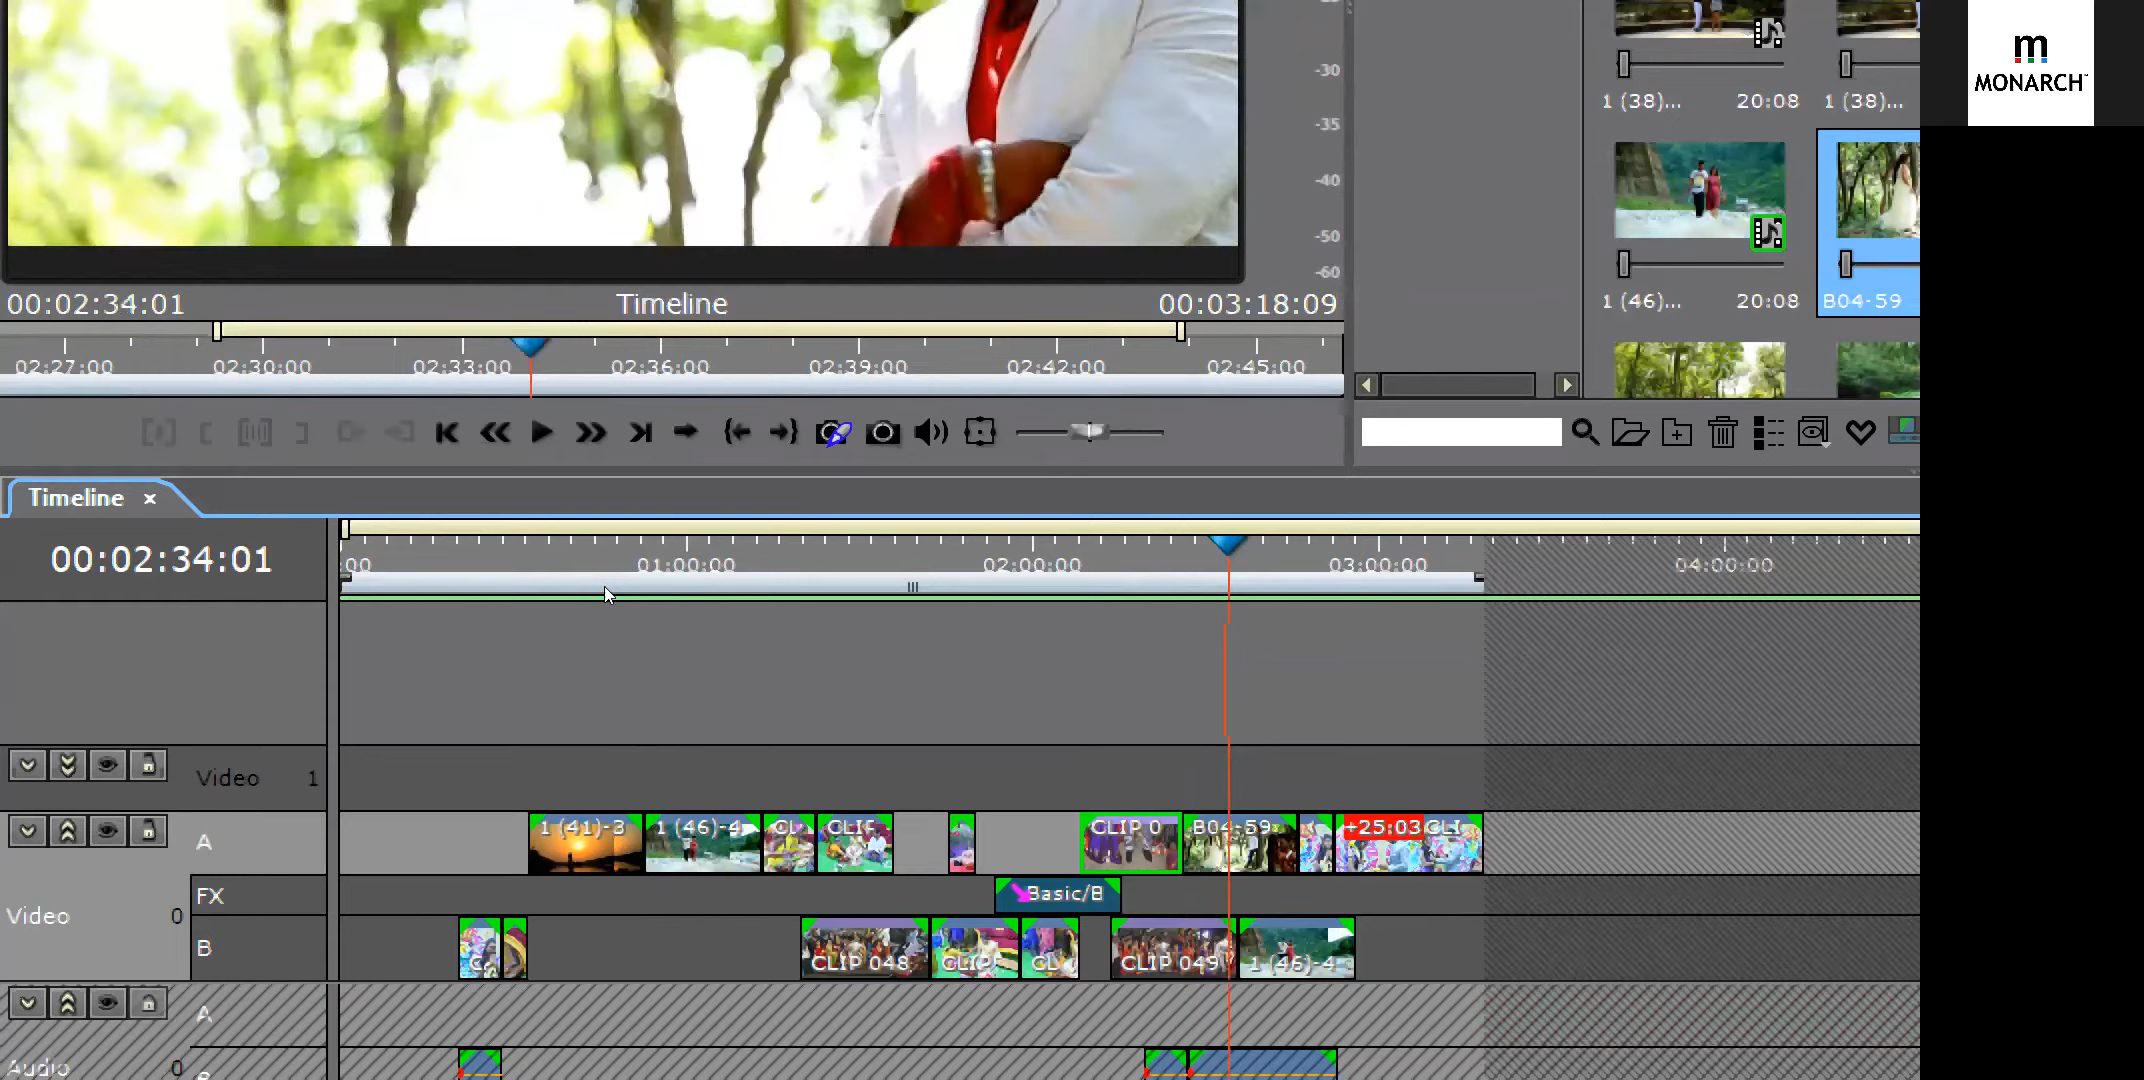 -30
-35
-40
-50
-60
1 (38)... 20:08 1 (38)...
1 (46)... 20:08 B04-59
m
MONARCH
00:02:34:01 Timeline 00:03:18:09
02:27:00 02:30:00 02:33:00 02:36:00 02:39:00 02:42:00 02:45:00
Timeline
00:02:34:01
:00 01:00:00 02:00:00 03:00:00 04:00:00
Video 1
A
1 (41)-3 1 (46)-4 CL CLIF CLIP 0 B04-59 +25:03 CLI
FX
Basic/B
Video 0
B
C. CLIP 048 CLIP CL CLIP 049 1 (46)-4
A
Audio 0